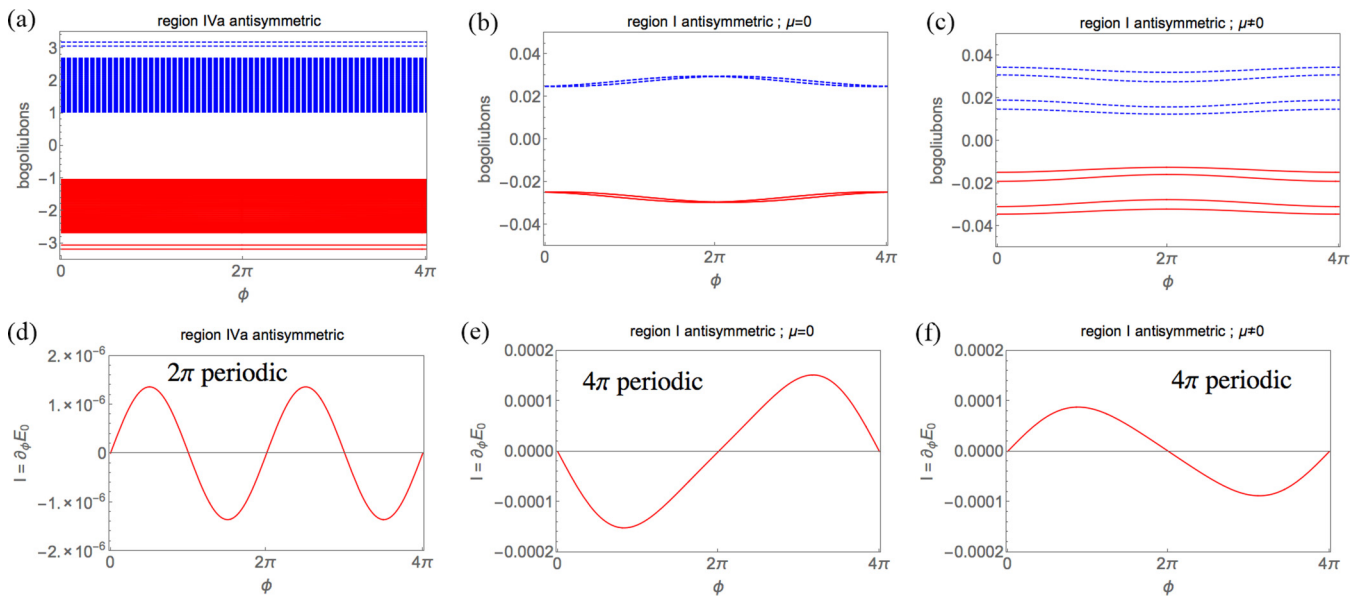 (a)
region IVa antisymmetric
bogoliubons
3
2
1
0
−1
−2
−3
0
2π
4π
ϕ
(b)
region I antisymmetric ; μ=0
bogoliubons
0.04
0.02
0.00
−0.02
−0.04
0
2π
4π
ϕ
(c)
region I antisymmetric ; μ≠0
bogoliubons
0.04
0.02
0.00
−0.02
−0.04
0
2π
4π
ϕ
(d)
region IVa antisymmetric
2π periodic
I = ∂ϕE0
2.×10−6
1.×10−6
0
−1.×10−6
−2.×10−6
0
2π
4π
ϕ
(e)
region I antisymmetric ; μ=0
4π periodic
I = ∂ϕE0
0.0002
0.0001
0.0000
−0.0001
−0.0002
0
2π
4π
ϕ
(f)
region I antisymmetric ; μ≠0
4π periodic
I = ∂ϕE0
0.0002
0.0001
0.0000
−0.0001
−0.0002
0
2π
4π
ϕ